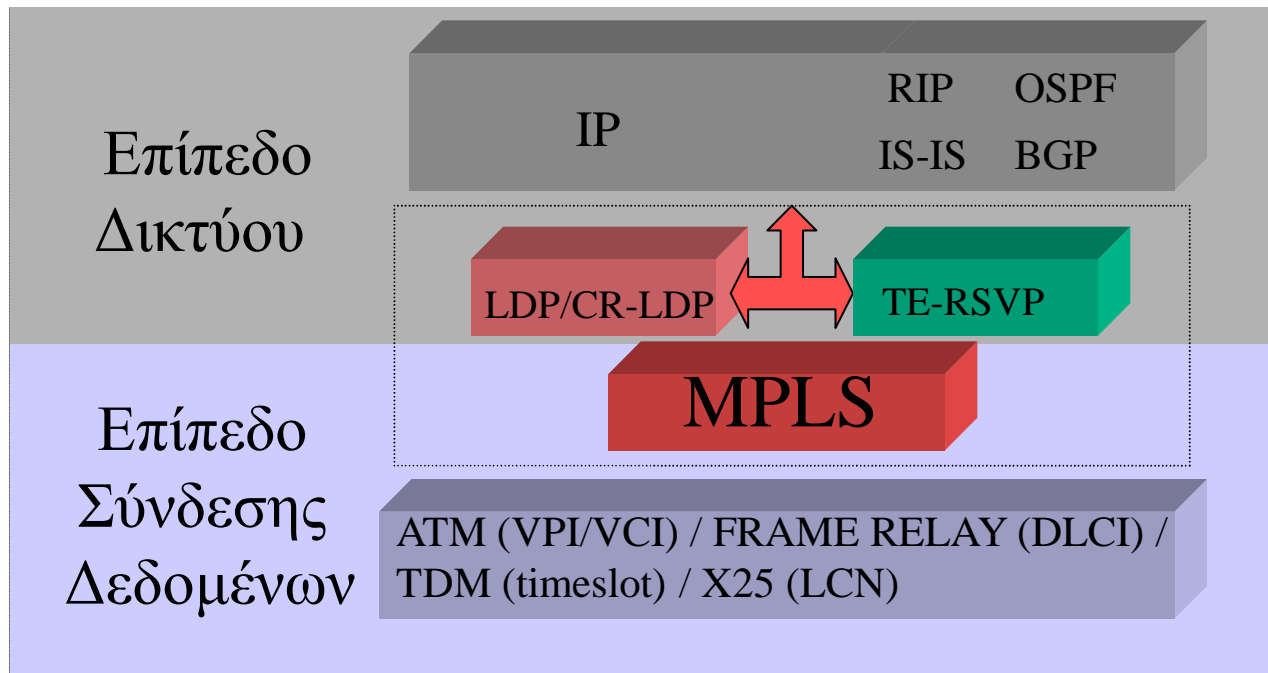 Επίπεδο
Δικτύου
IP
RIP OSPF
IS-IS BGP
LDP/CR-LDP
TE-RSVP
MPLS
Επίπεδο
Σύνδεσης
Δεδομένων
ATM (VPI/VCI) / FRAME RELAY (DLCI) /
TDM (timeslot) / X25 (LCN)